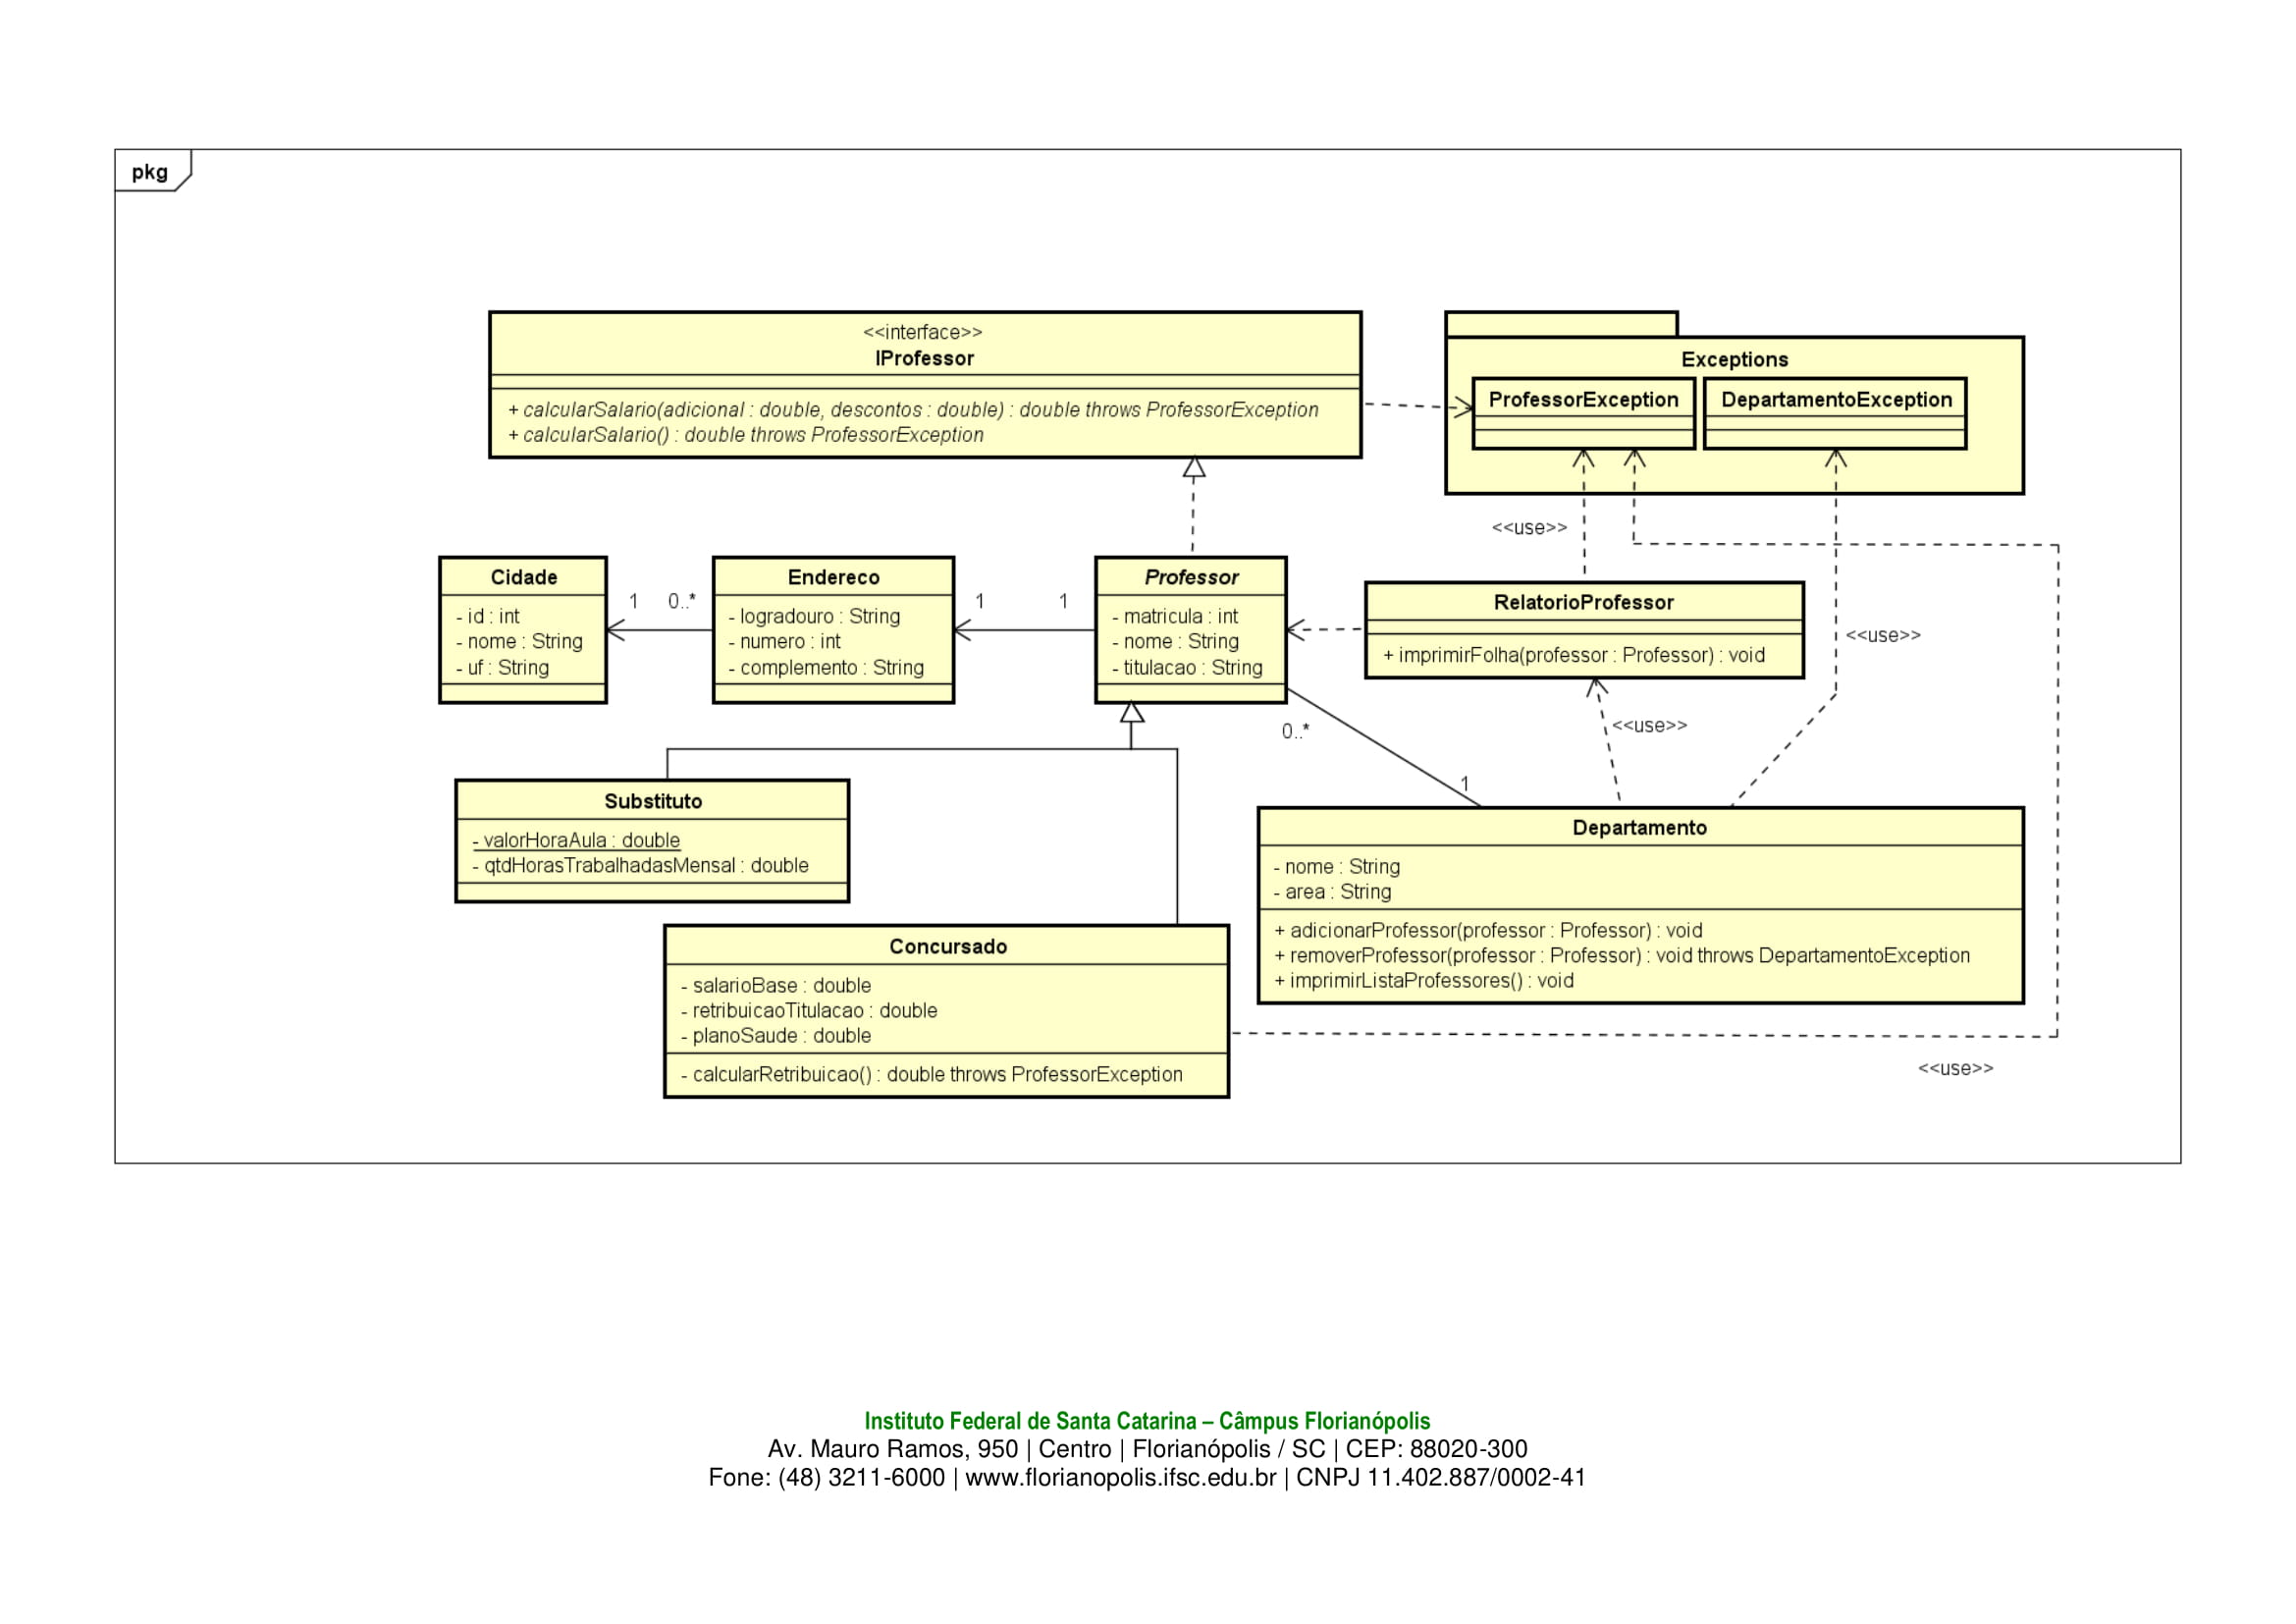 pkg
<<interface>>
IProfessor
+ calcularSalario(adicional : double, descontos : double) : double throws ProfessorException
+ calcularSalario() : double throws ProfessorException
Exceptions
ProfessorException
DepartamentoException
<<use>>
Cidade
- id : int
- nome : String
- uf : String
1
0..*
Endereco
- logradouro : String
- numero : int
- complemento : String
1
1
Professor
- matricula : int
- nome : String
- titulacao : String
RelatorioProfessor
+ imprimirFolha(professor : Professor) : void
<<use>>
<<use>>
0..*
1
Substituto
- valorHoraAula : double
- qtdHorasTrabalhadasMensal : double
Departamento
- nome : String
- area : String
+ adicionarProfessor(professor : Professor) : void
+ removerProfessor(professor : Professor) : void throws DepartamentoException
+ imprimirListaProfessores() : void
Concursado
- salarioBase : double
- retribuicaoTitulacao : double
- planoSaude : double
- calcularRetribuicao() : double throws ProfessorException
<<use>>
Instituto Federal de Santa Catarina – Câmpus Florianópolis
Av. Mauro Ramos, 950 | Centro | Florianópolis / SC | CEP: 88020-300
Fone: (48) 3211-6000 | www.florianopolis.ifsc.edu.br | CNPJ 11.402.887/0002-41